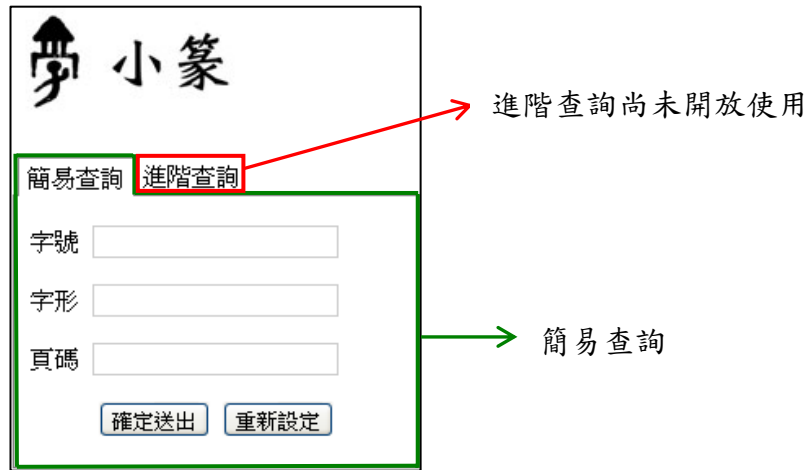 學 小篆
進階查詢尚未開放使用
簡易查詢 進階查詢
字號
字形
簡易查詢
頁碼
確定送出 重新設定